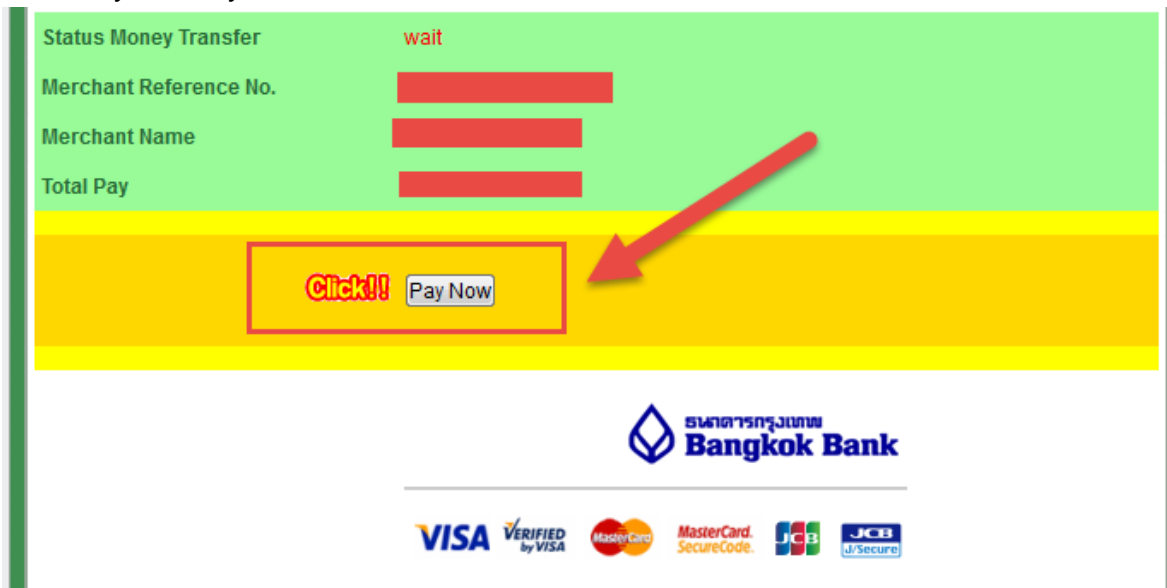 Status Money Transfer wait
Merchant Reference No.
Merchant Name
Total Pay
Click!! Pay Now
ธนาคารกรุงเทพ
Bangkok Bank
VISA VERIFIED by VISA MasterCard MasterCard. SecureCode. JCB JCB J/Secure